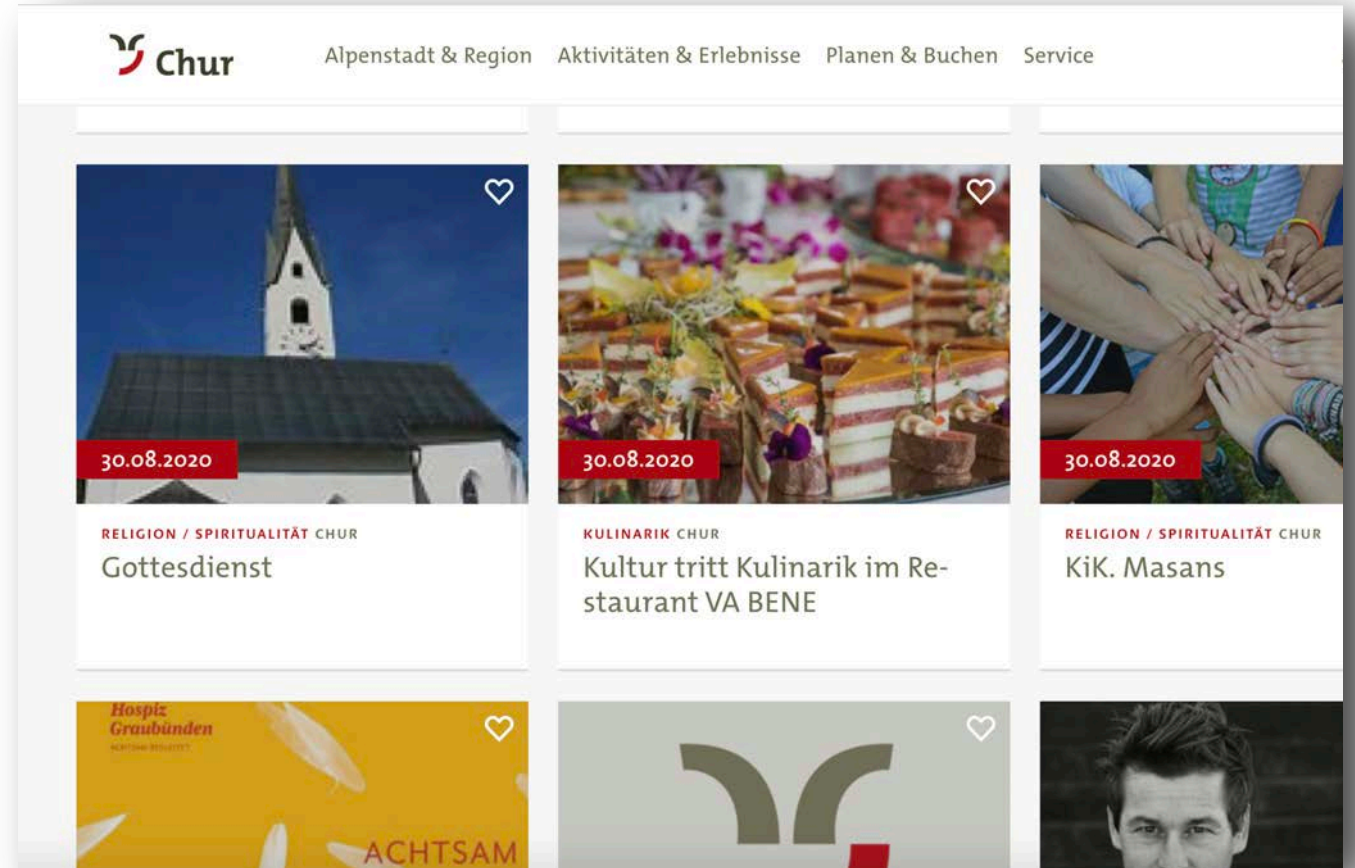 Chur
Alpenstadt & Region Aktivitäten & Erlebnisse Planen & Buchen Service
30.08.2020
30.08.2020
30.08.2020
RELIGION / SPIRITUALITÄT CHUR
Gottesdienst
KULINARIK CHUR
Kultur tritt Kulinarik im Re-
staurant VA BENE
RELIGION / SPIRITUALITÄT CHUR
KiK. Masans
Hospiz
Graubünden
ACHTSAM BEGLEITET
ACHTSAM